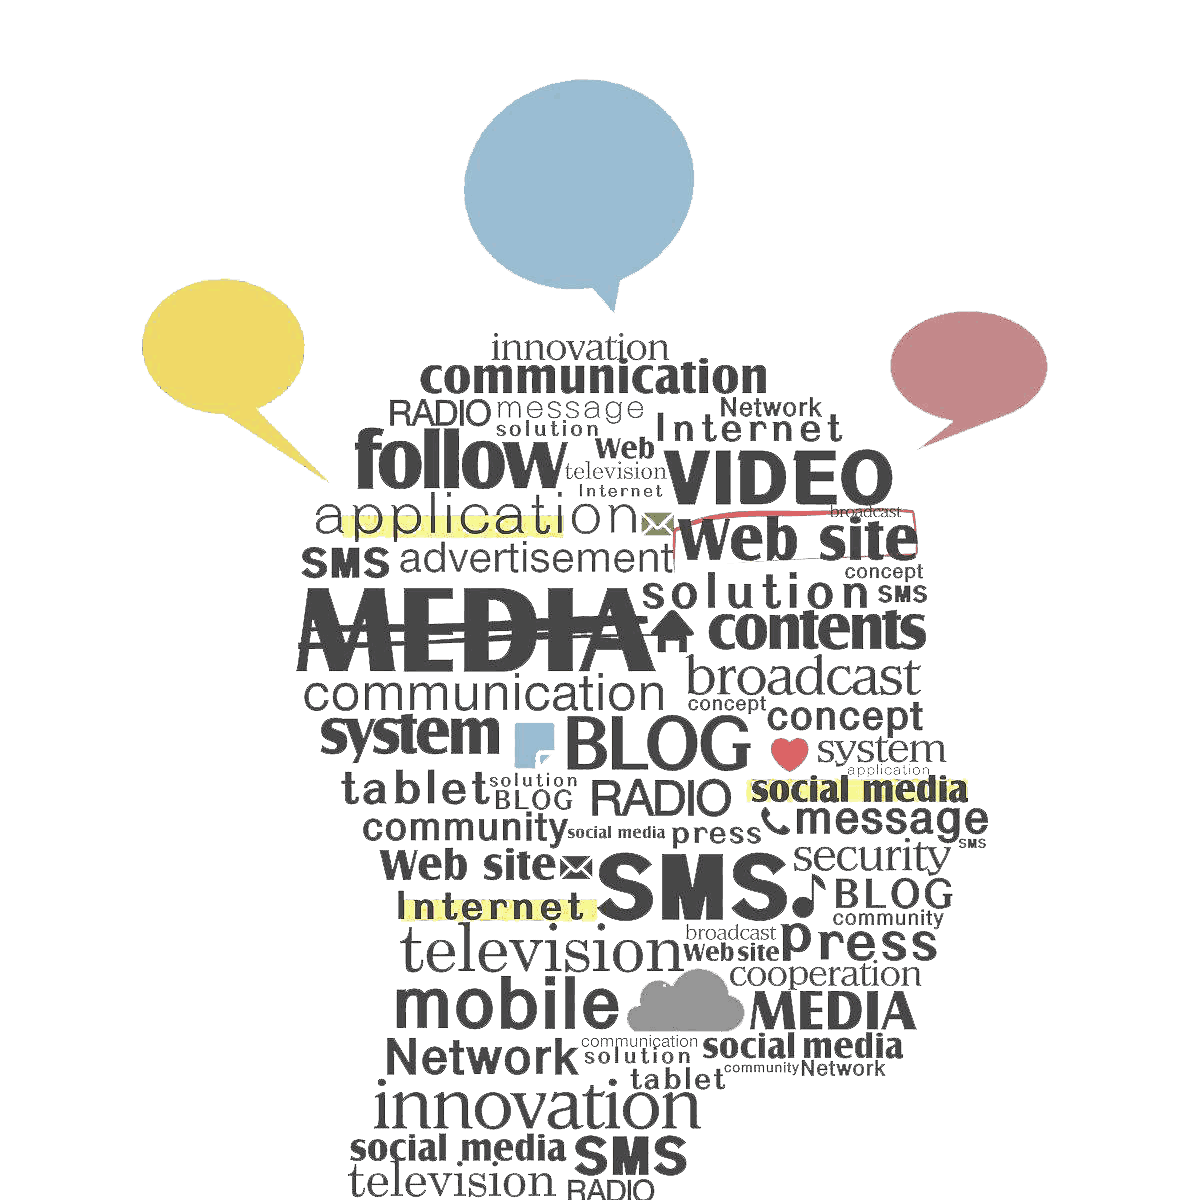 innovation
communication
RADIO message Network
solution Internet
follow Web VIDEO
television
Internet
application broadcast
Web site
SMS advertisement concept
solution SMS
MEDIA contents
broadcast
communication concept concept
system BLOG system
application
tablet solution RADIO social media
BLOG
community social media press message
SMS
Web site SMS security
BLOG
Internet community
television broadcast press
Web site
cooperation
mobile MEDIA
Network communication social media
solution
tablet community Network
innovation
social media SMS
television RADIO